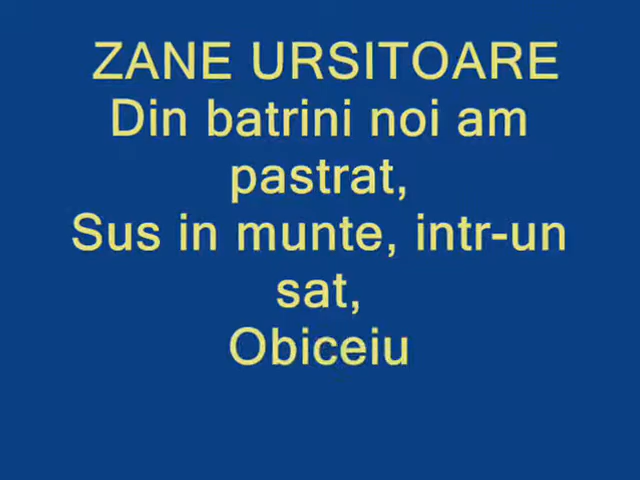 ZANE URSITOARE
Din batrini noi am
pastrat,
Sus in munte, intr-un
sat,
Obiceiu